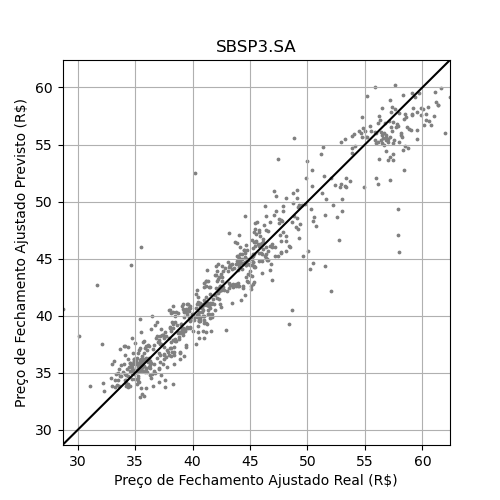 SBSP3.SA
Preço de Fechamento Ajustado Previsto (R$)
60
55
50
45
40
35
30
30 35 40 45 50 55 60
Preço de Fechamento Ajustado Real (R$)